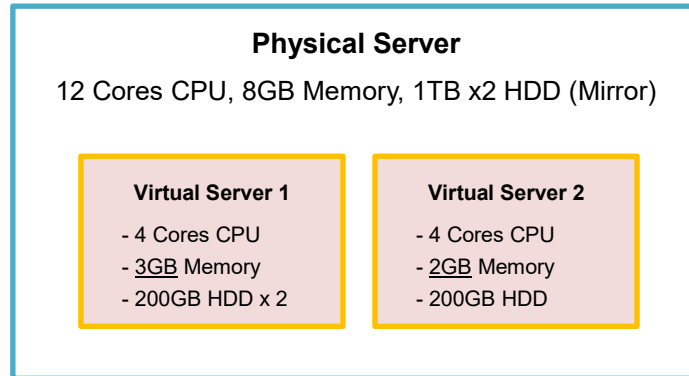 Physical Server
12 Cores CPU, 8GB Memory, 1TB x2 HDD (Mirror)
Virtual Server 1
- 4 Cores CPU
- 3GB Memory
- 200GB HDD x 2
Virtual Server 2
- 4 Cores CPU
- 2GB Memory
- 200GB HDD